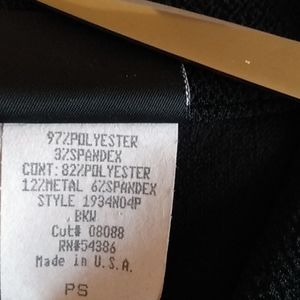 97%POLYESTER
3%SPANDEX
CONT: 82%POLYESTER
12%METAL 6%SPANDEX
STYLE 1934N04P
BKW
Cut# 08088
RN#54386
Made in U.S.A.
PS